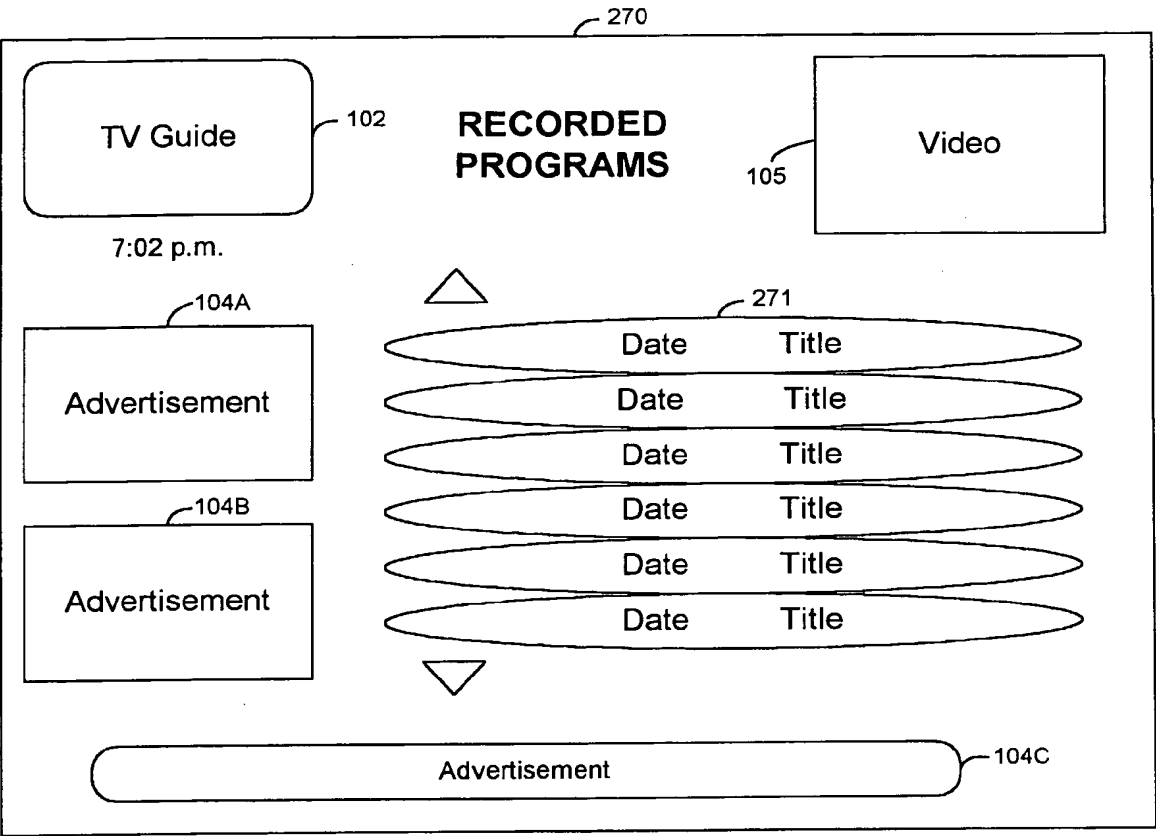 270
TV Guide
102
RECORDED
PROGRAMS
Video
105
7:02 p.m.
104A
Advertisement
271
Date Title
Date Title
Date Title
Date Title
Date Title
Date Title
104B
Advertisement
Advertisement
104C